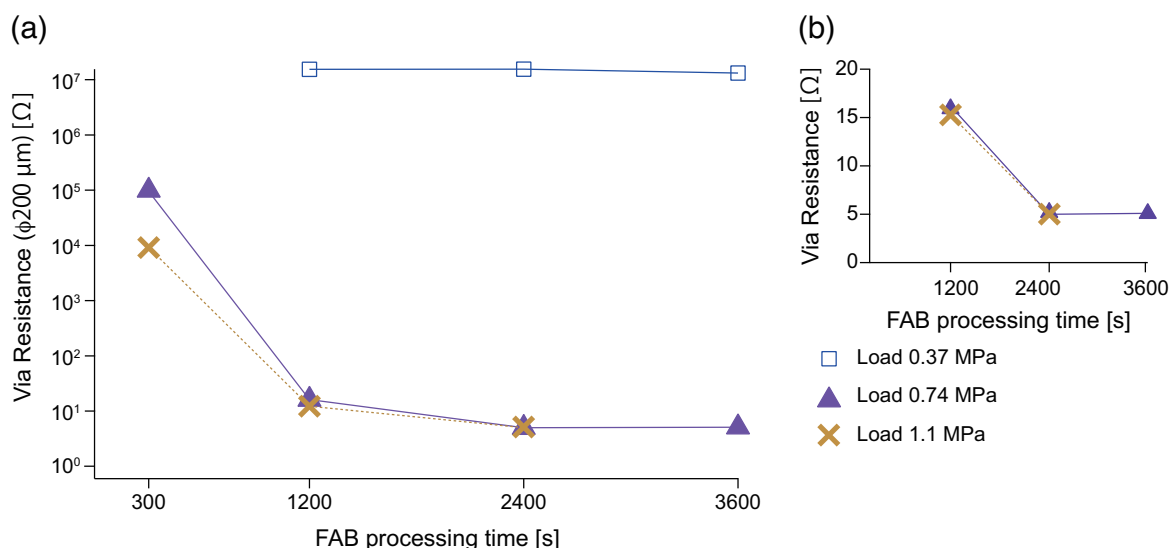 (a)
Via Resistance (ϕ200 μm) [Ω]
10⁷
10⁶
10⁵
10⁴
10³
10²
10¹
10⁰
300
1200
2400
3600
FAB processing time [s]
(b)
Via Resistance [Ω]
20
15
10
5
0
1200
2400
3600
FAB processing time [s]
Load 0.37 MPa
Load 0.74 MPa
Load 1.1 MPa